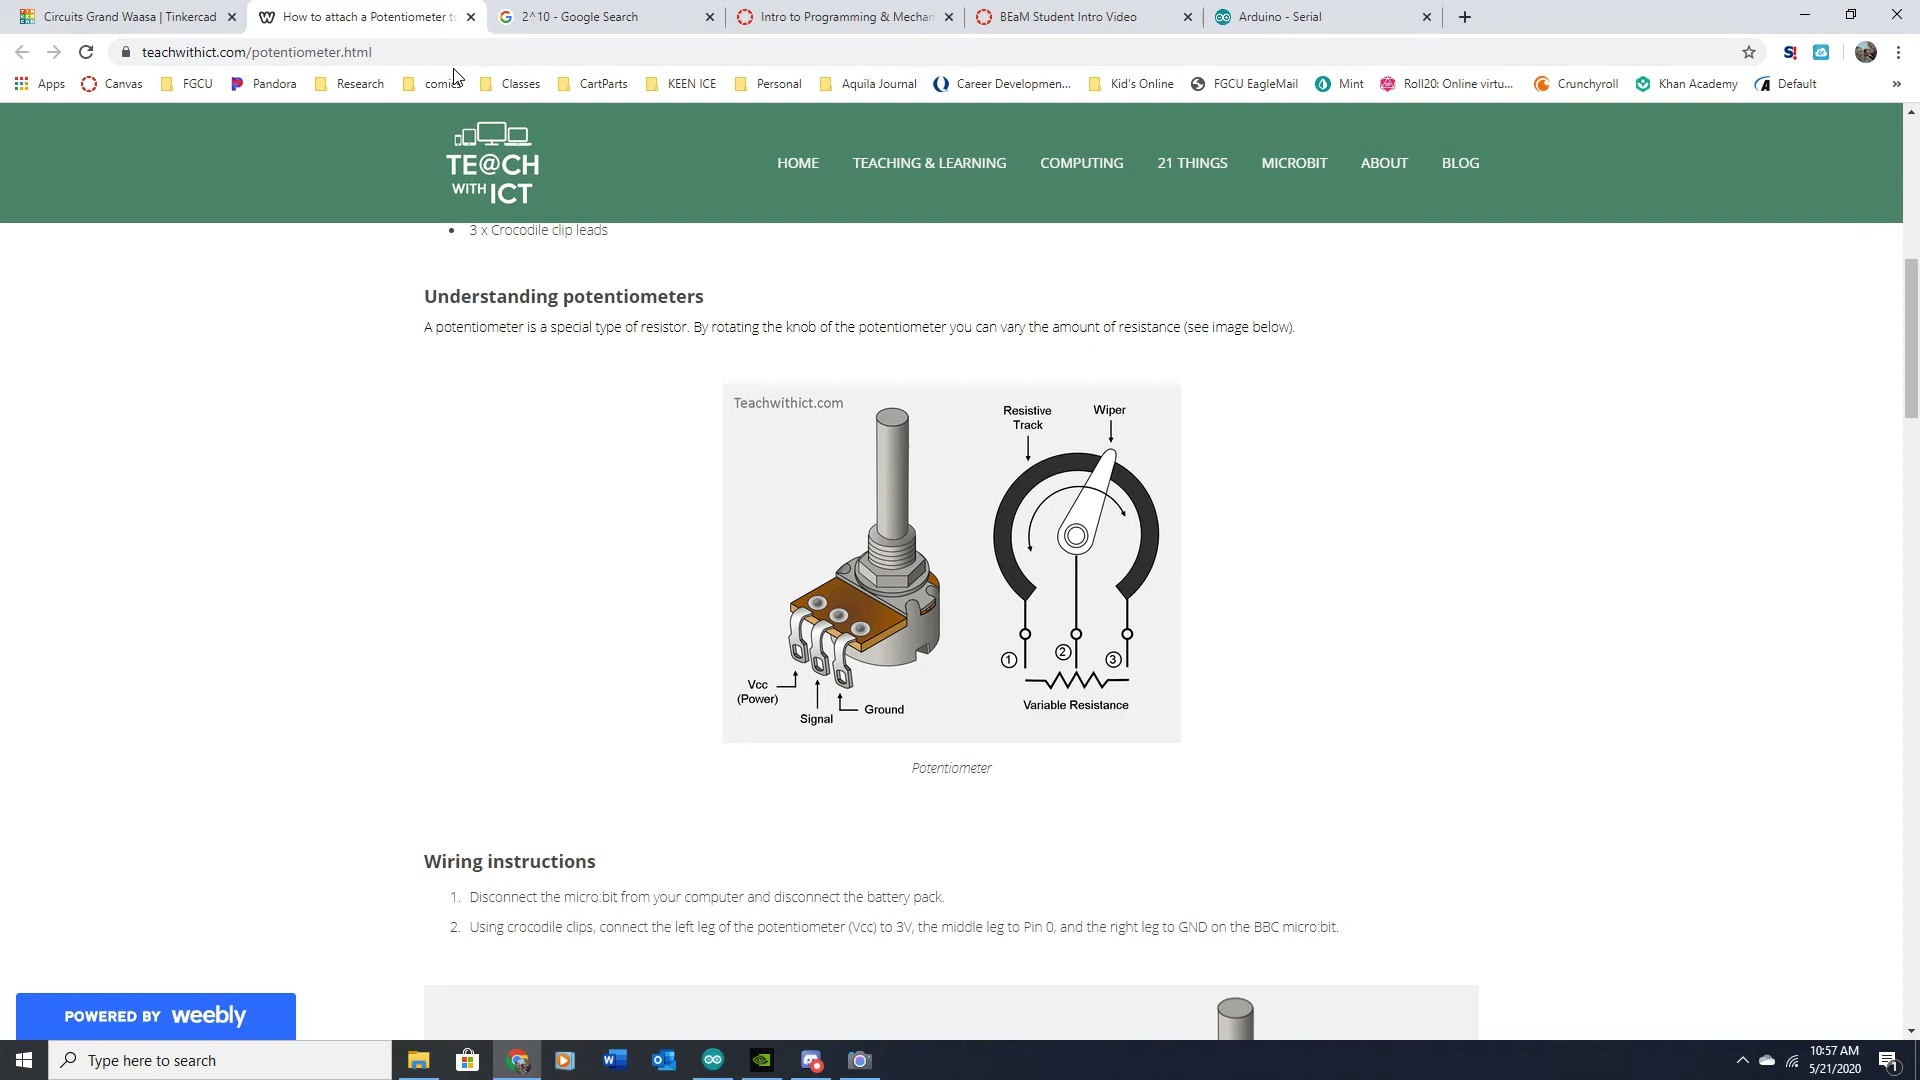 Circuits Grand Waasa | Tinkercad
How to attach a Potentiometer to
2^10 - Google Search
Intro to Programming & Mechan
BEaM Student Intro Video
Arduino - Serial
teachwithict.com/potentiometer.html
S!
Apps
Canvas
FGCU
Pandora
Research
Classes
CartParts
KEEN ICE
Personal
Aquila Journal
Career Developmen...
Kid's Online
FGCU EagleMail
Mint
Roll20: Online virtu...
Crunchyroll
Khan Academy
Default
TE@CH
WITH ICT
HOME
TEACHING & LEARNING
COMPUTING
21 THINGS
MICROBIT
ABOUT
BLOG
3 x Crocodile clip leads
Understanding potentiometers
A potentiometer is a special type of resistor. By rotating the knob of the potentiometer you can vary the amount of resistance (see image below).
Teachwithict.com
Resistive
Track
Wiper
1
2
3
Vcc
(Power)
Signal
Ground
Variable Resistance
Potentiometer
Wiring instructions
1. Disconnect the micro:bit from your computer and disconnect the battery pack.
2. Using crocodile clips, connect the left leg of the potentiometer (Vcc) to 3V, the middle leg to Pin 0, and the right leg to GND on the BBC micro:bit.
POWERED BY weebly
Type here to search
10:57 AM
5/21/2020
1